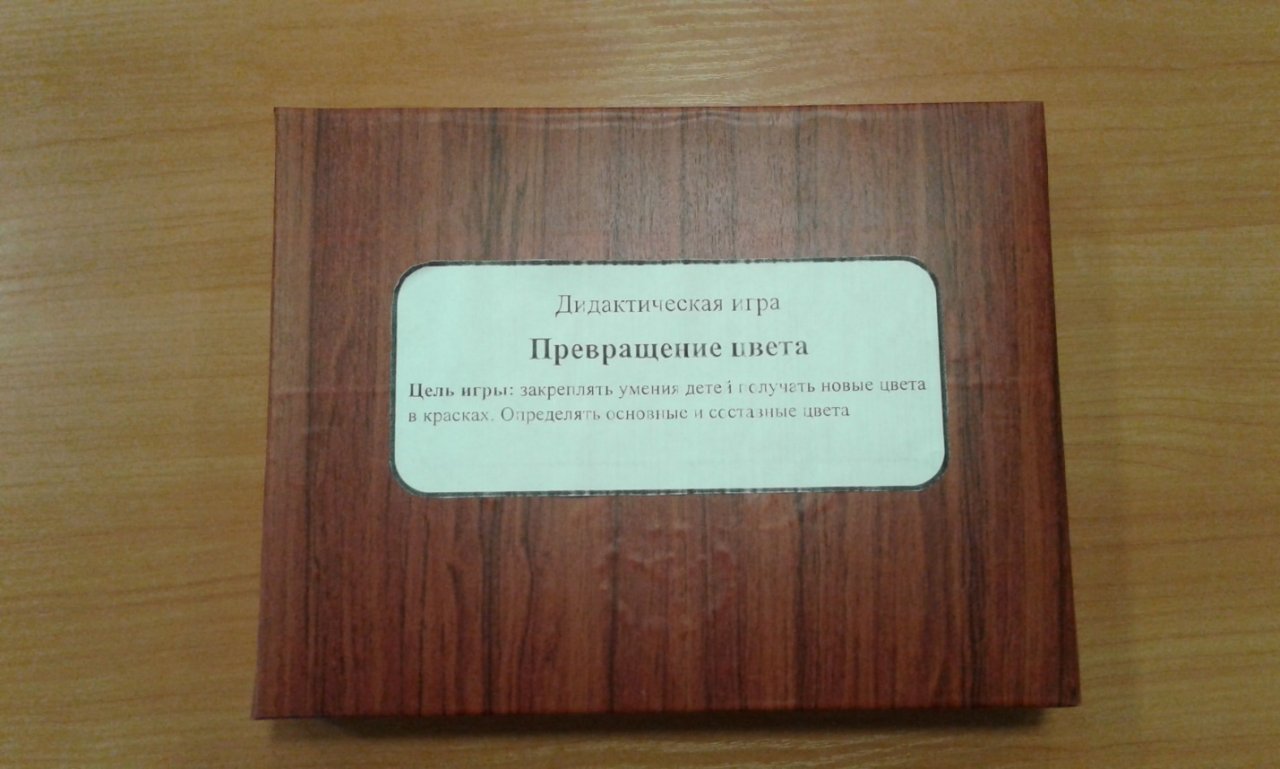 Дидактическая игра
Превращение цвета
Цель игры: закреплять умения детей получать новые цвета
в красках. Определять основные и составные цвета